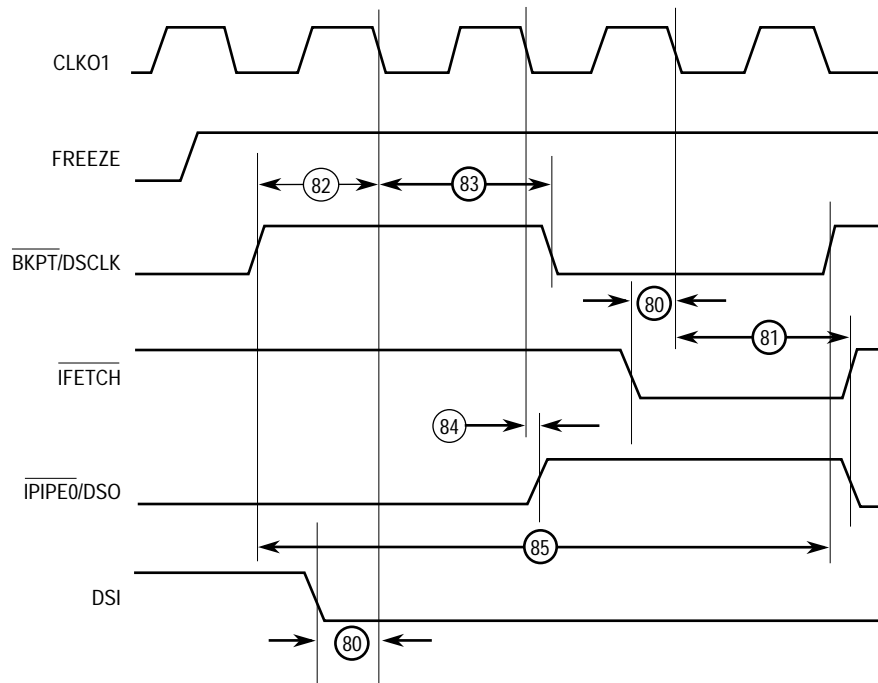 CLKO1
FREEZE
82
83
BKPT/DSCLK
80
81
IFETCH
84
IPIPE0/DSO
85
DSI
80